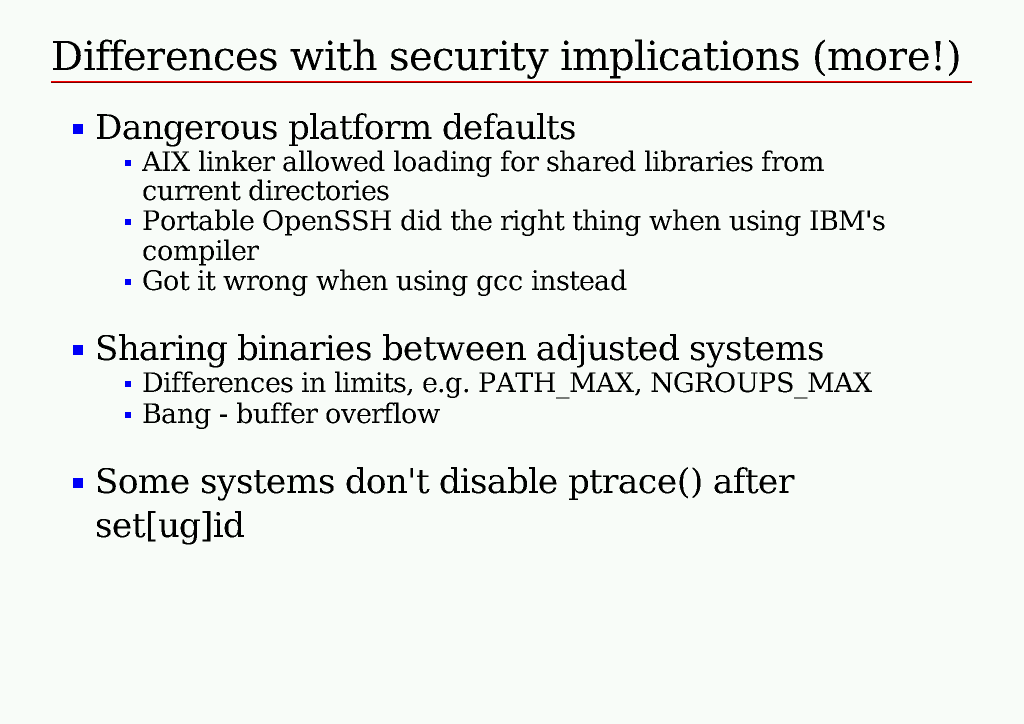 Differences with security implications (more!)
Dangerous platform defaults
AIX linker allowed loading for shared libraries from
current directories
Portable OpenSSH did the right thing when using IBM's
compiler
Got it wrong when using gcc instead
Sharing binaries between adjusted systems
Differences in limits, e.g. PATH_MAX, NGROUPS_MAX
Bang - buffer overflow
Some systems don't disable ptrace() after
set[ug]id